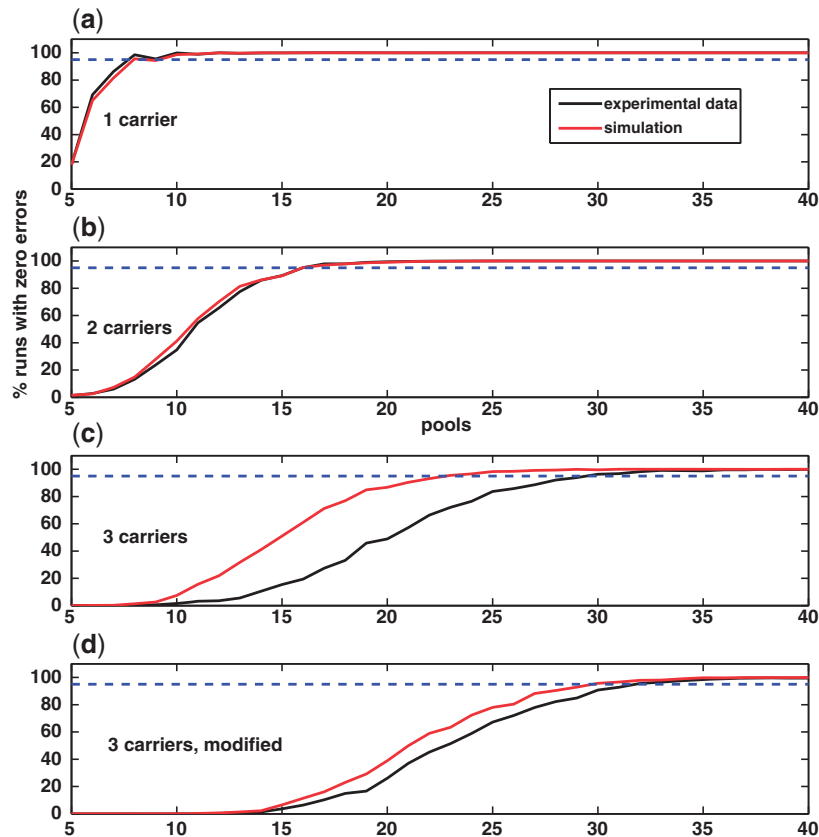 (a)
100
80
60
40
20
0
1 carrier
experimental data
simulation
5 10 15 20 25 30 35 40
(b)
100
80
60
40
20
0
2 carriers
5 10 15 20 25 30 35 40
pools
% runs with zero errors
(c)
100
80
60
40
20
0
3 carriers
5 10 15 20 25 30 35 40
(d)
100
80
60
40
20
0
3 carriers, modified
5 10 15 20 25 30 35 40